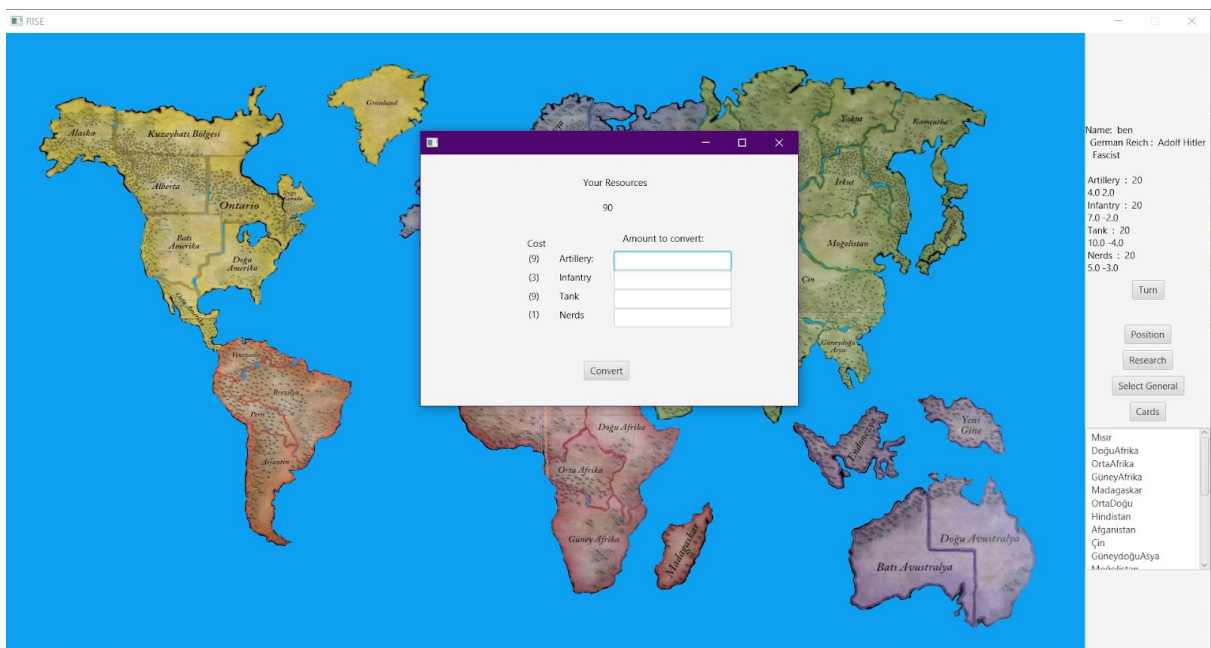 RISE
Alaska
Kuzeybatı Bölgesi
Grönland
Yakut
Kamçatka
Alberta
Ontario
Doğu
Irkut
Batı
Amerika
Doğu
Amerika
Orta Amerika
Moğolistan
Japonya
Çin
Güneydoğu
Asya
Venezuela
Brezilya
Peru
Arjantin
Doğu Afrika
Orta Afrika
Güney Afrika
Madagaskar
Endonezya
Yeni
Gine
Doğu Avustralya
Batı Avustralya
Your Resources
90
Cost
Amount to convert:
(9) Artillery:
(3) Infantry
(9) Tank
(1) Nerds
Convert
Name: ben
German Reich : Adolf Hitler
Fascist
Artillery : 20
4.0 2.0
Infantry : 20
7.0 -2.0
Tank : 20
10.0 -4.0
Nerds : 20
5.0 -3.0
Turn
Position
Research
Select General
Cards
Mısır
DoğuAfrika
OrtaAfrika
GüneyAfrika
Madagaskar
OrtaDoğu
Hindistan
Afganistan
Çin
GüneydoğuAsya
Moğolistan